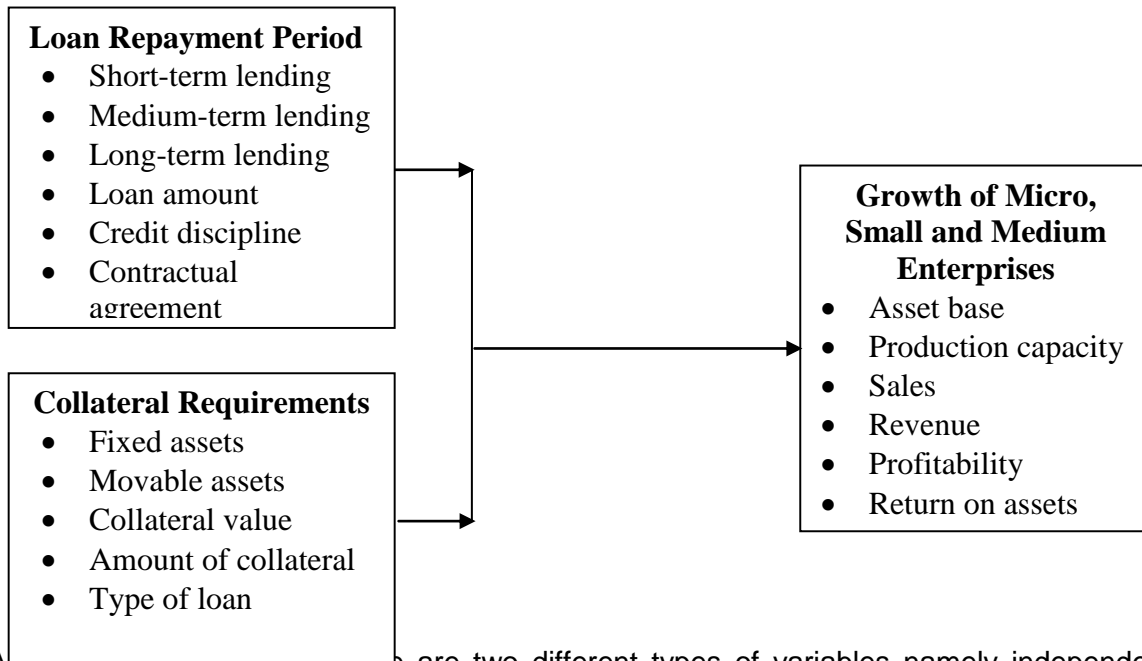 Loan Repayment Period
• Short-term lending
• Medium-term lending
• Long-term lending
• Loan amount
• Credit discipline
• Contractual
agreement
Collateral Requirements
• Fixed assets
• Movable assets
• Collateral value
• Amount of collateral
• Type of loan
Growth of Micro,
Small and Medium
Enterprises
• Asset base
• Production capacity
• Sales
• Revenue
• Profitability
• Return on assets
are two different types of variables namely